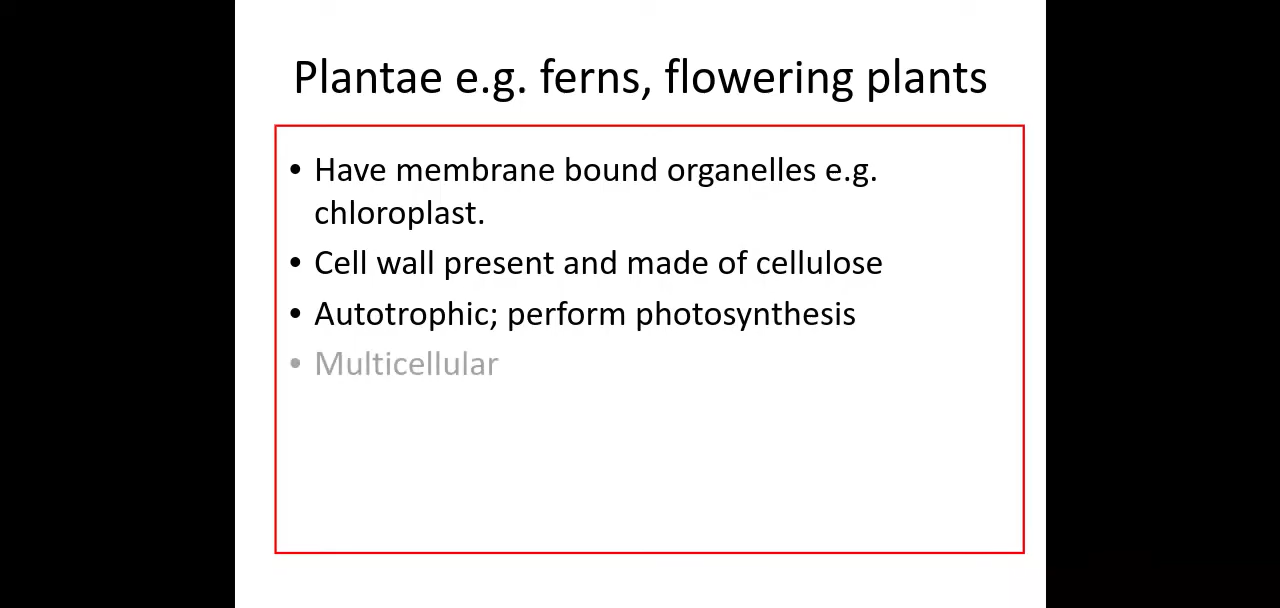 Plantae e.g. ferns, flowering plants
• Have membrane bound organelles e.g.
chloroplast.
• Cell wall present and made of cellulose
• Autotrophic; perform photosynthesis
• Multicellular